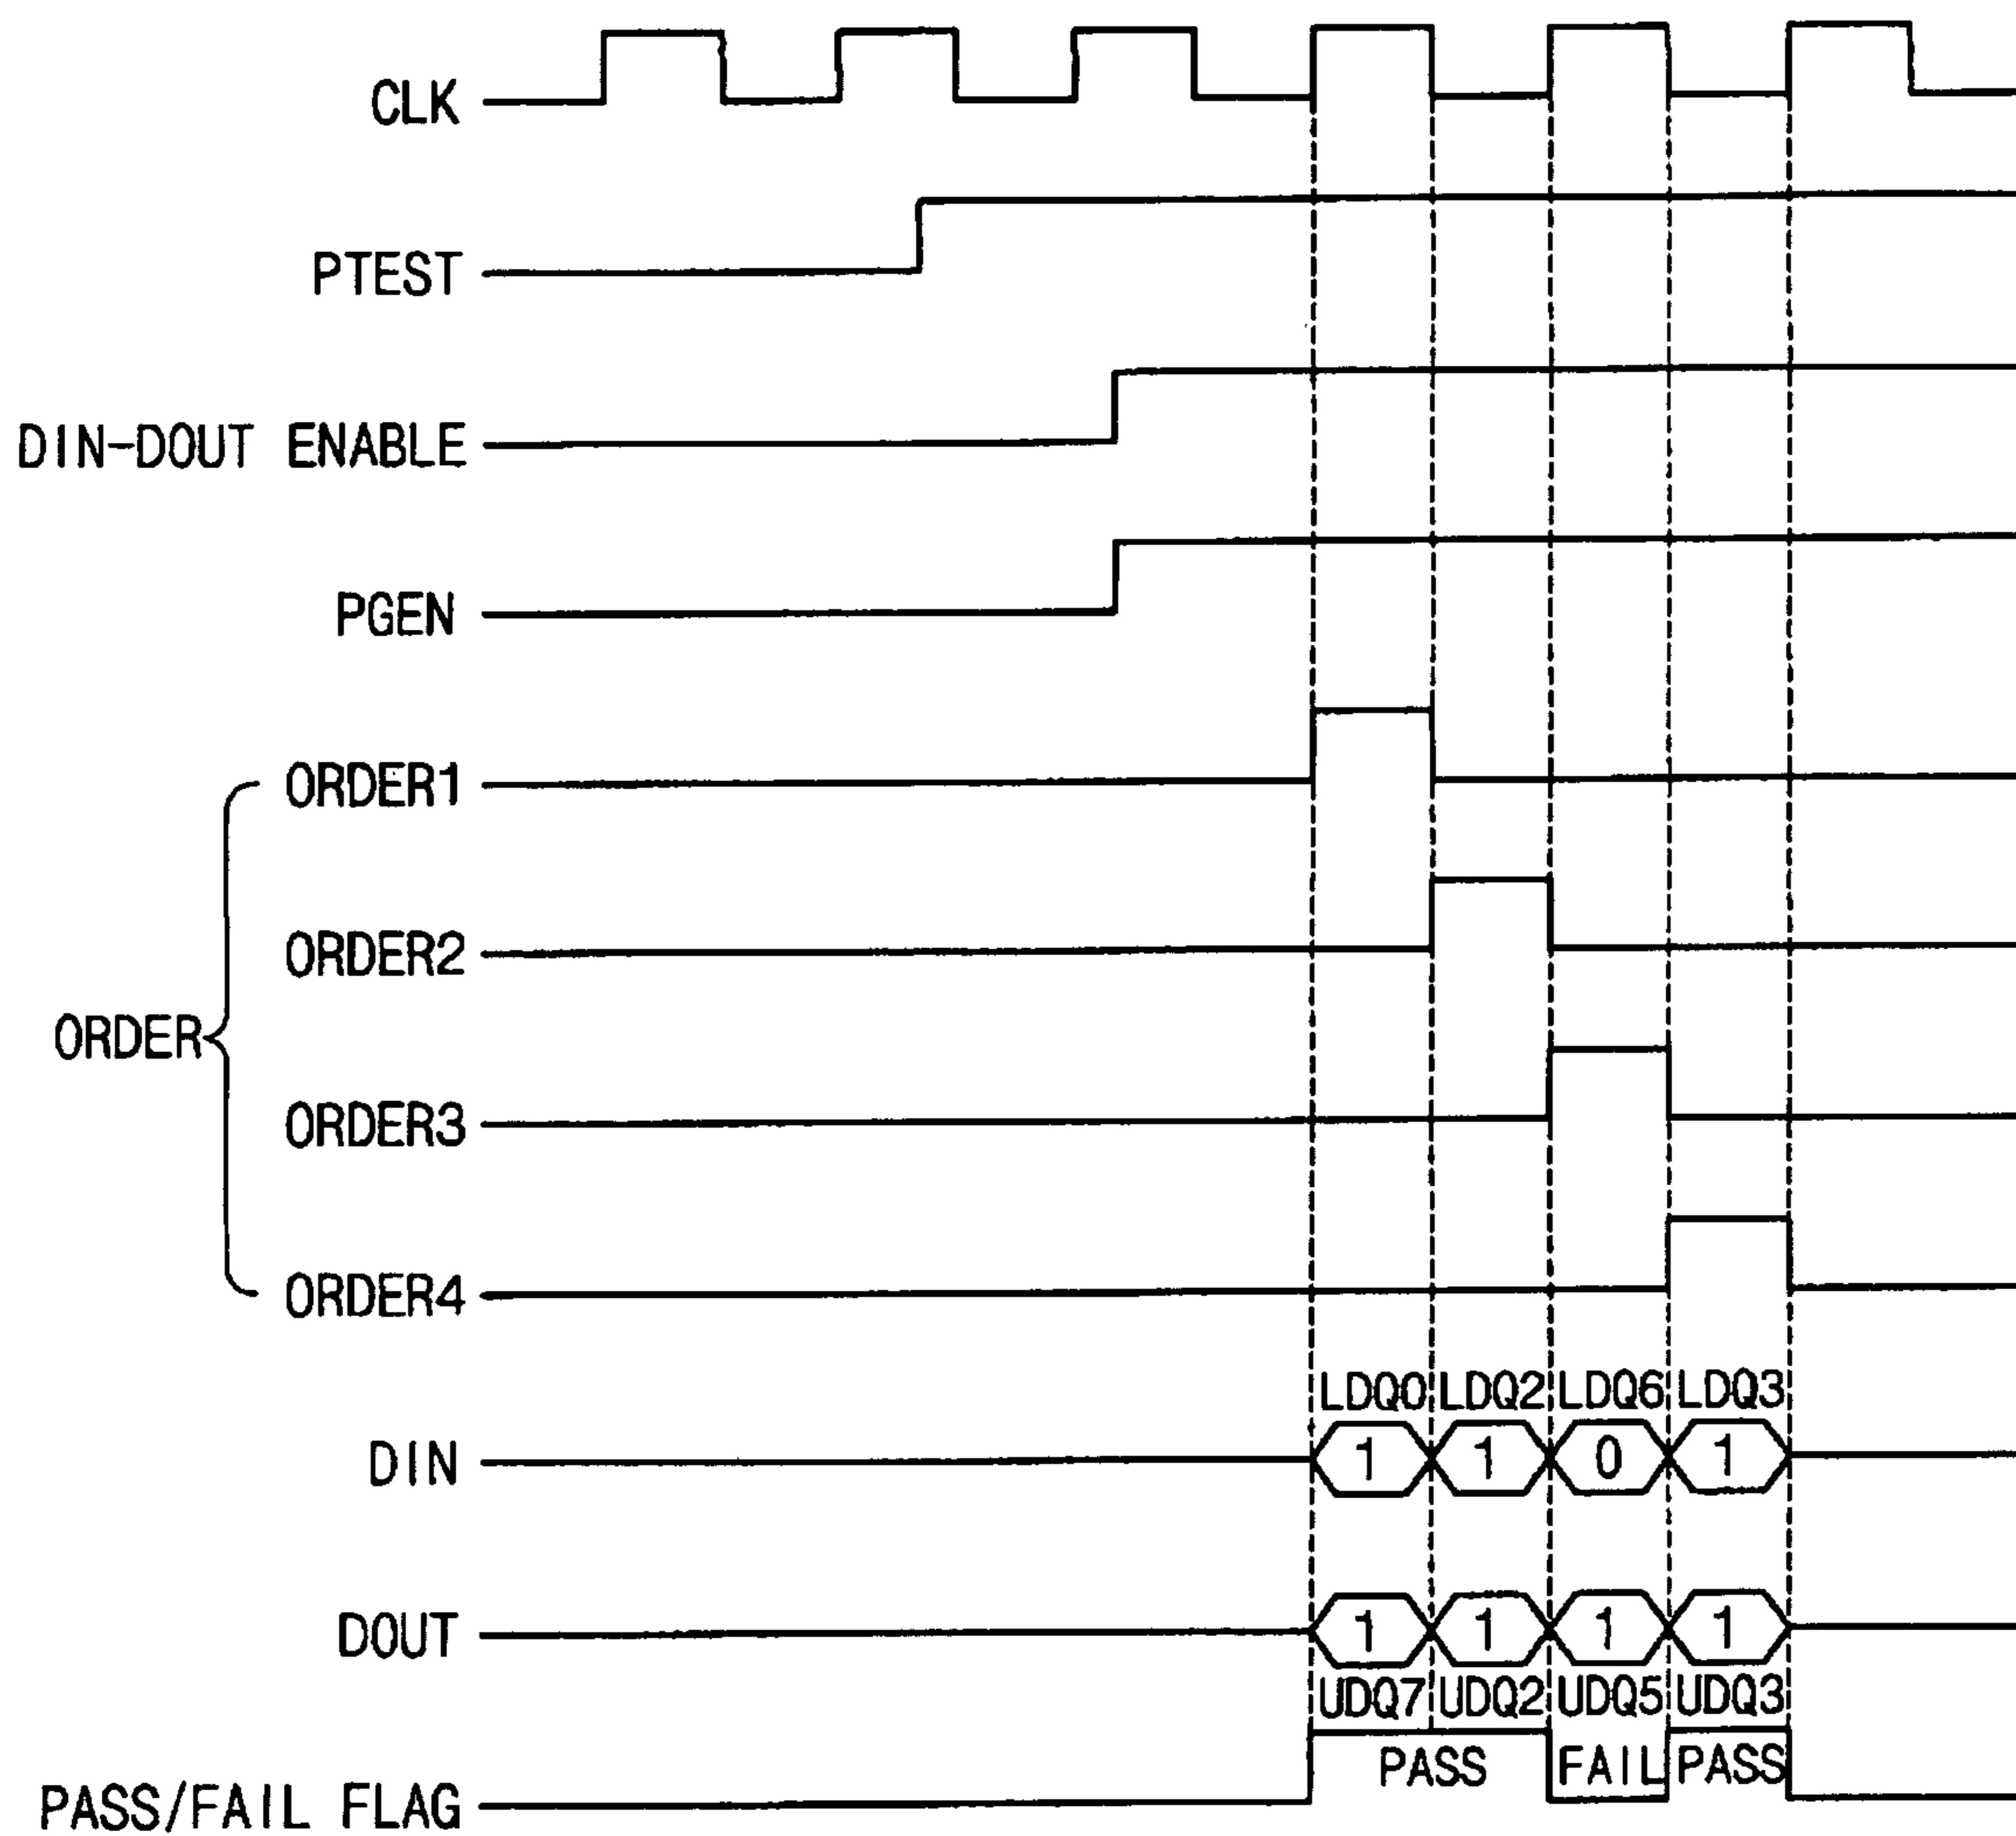 CLK
PTEST
DIN-DOUT ENABLE
PGEN
ORDER1
ORDER2
ORDER
ORDER3
ORDER4
LDQ0 LDQ2 LDQ6 LDQ3
DIN 1 1 0 1
DOUT 1 1 1 1
UDQ7 UDQ2 UDQ5 UDQ3
PASS FAIL PASS
PASS/FAIL FLAG